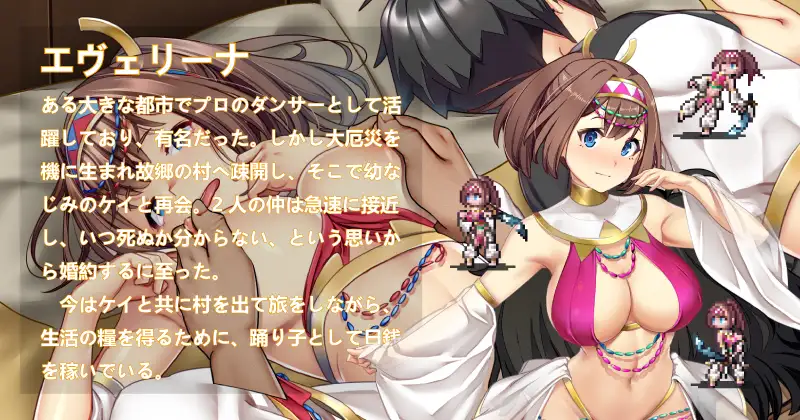 エヴェリーナ
ある大きな都市でプロのダンサーとして活
躍しており、有名だった。しかし大厄災を
機に生まれ故郷の村へ疎開し、そこで幼な
じみのケイと再会。2人の仲は急速に接近
し、いつ死ぬか分からない、という思いか
ら婚約するに至った。
　今はケイと共に村を出て旅をしながら、
生活の糧を得るために、踊り子として日銭
を稼いでいる。